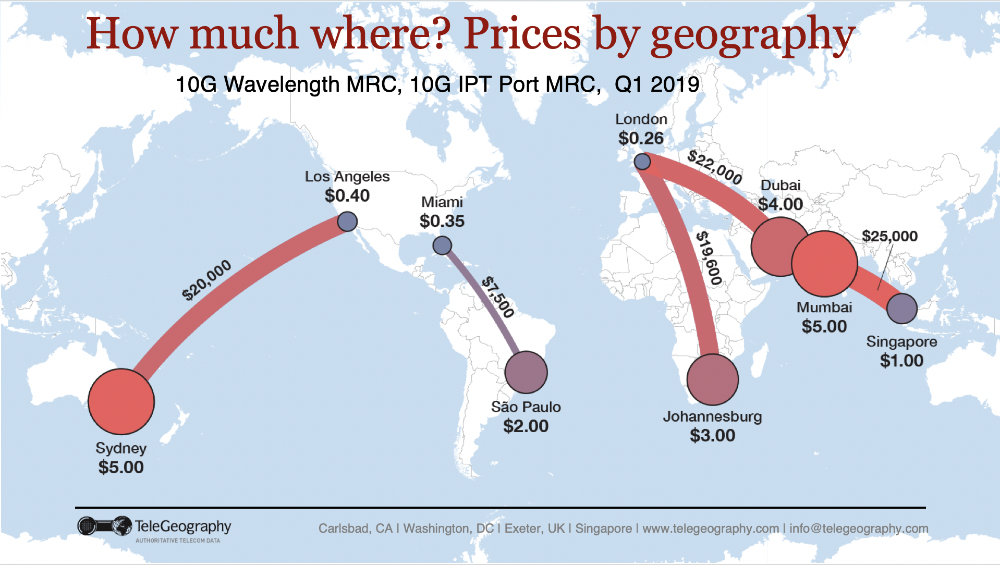 How much where? Prices by geography
10G Wavelength MRC, 10G IPT Port MRC,  Q1 2019
London
$0.26
$22,000
Los Angeles
$0.40
Dubai
$4.00
Miami
$0.35
$25,000
$20,000
$19,600
$7,500
Mumbai
$5.00
Singapore
$1.00
São Paulo
$2.00
Johannesburg
$3.00
Sydney
$5.00
TeleGeography
AUTHORITATIVE TELECOM DATA
Carlsbad, CA | Washington, DC | Exeter, UK | Singapore | www.telegeography.com | info@telegeography.com